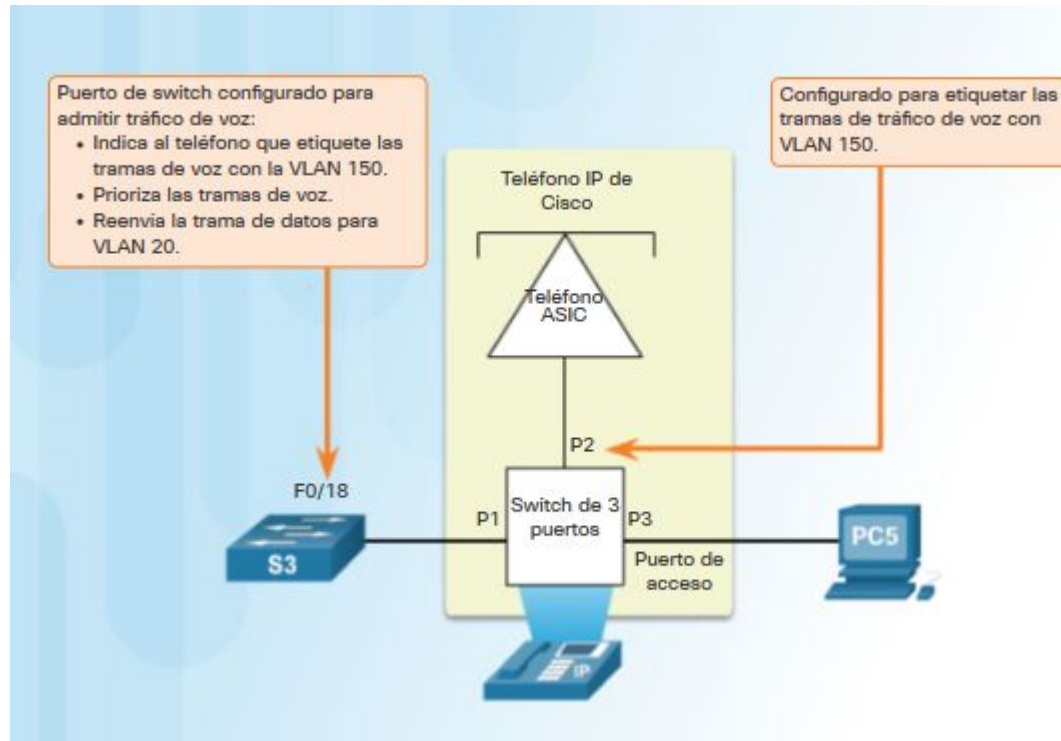 Puerto de switch configurado para
admitir tráfico de voz:
• Indica al teléfono que etiquete las
tramas de voz con la VLAN 150.
• Prioriza las tramas de voz.
• Reenvia la trama de datos para
VLAN 20.
Configurado para etiquetar las
tramas de tráfico de voz con
VLAN 150.
Teléfono IP de
Cisco
Teléfono
ASIC
P2
F0/18
P1
Switch de 3
puertos
P3
S3
PC5
Puerto de
acceso
IP